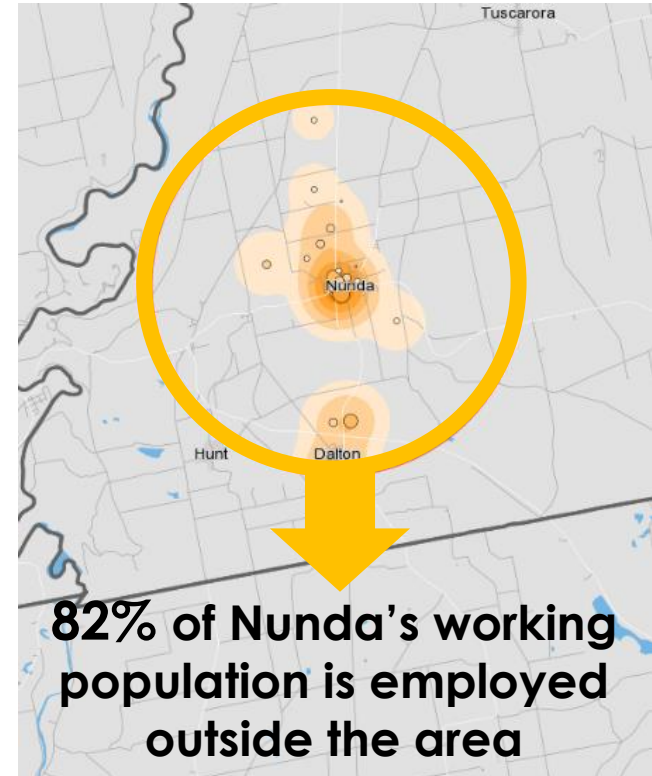 Tuscarora
Nunda
Hunt
Dalton
82% of Nunda’s working
population is employed
outside the area